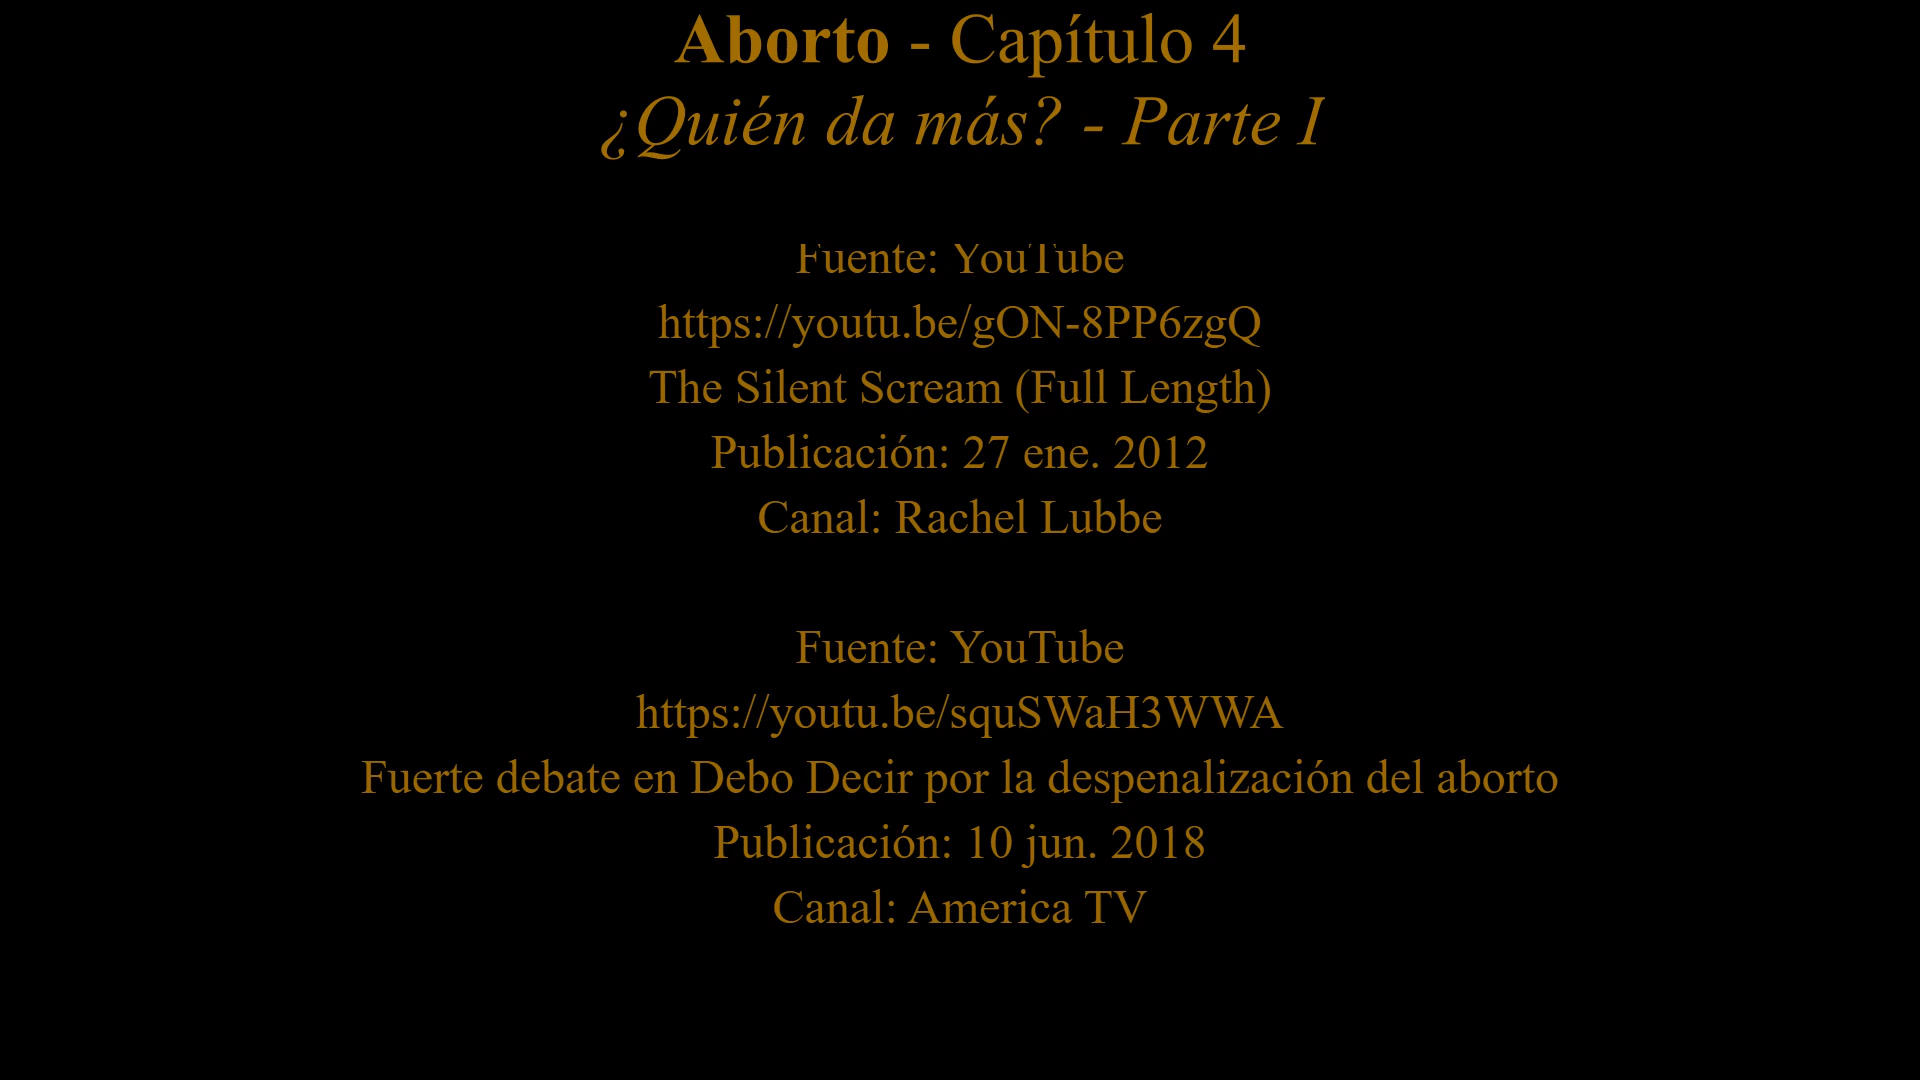 Aborto - Capítulo 4
¿Quién da más? - Parte I
Fuente: YouTube
https://youtu.be/gON-8PP6zgQ
The Silent Scream (Full Length)
Publicación: 27 ene. 2012
Canal: Rachel Lubbe
Fuente: YouTube
https://youtu.be/squSWaH3WWA
Fuerte debate en Debo Decir por la despenalización del aborto
Publicación: 10 jun. 2018
Canal: America TV